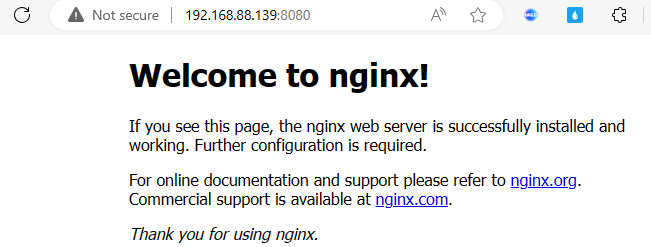 Not secure 192.168.88.139:8080
Welcome to nginx!
If you see this page, the nginx web server is successfully installed and
working. Further configuration is required.
For online documentation and support please refer to nginx.org.
Commercial support is available at nginx.com.
Thank you for using nginx.